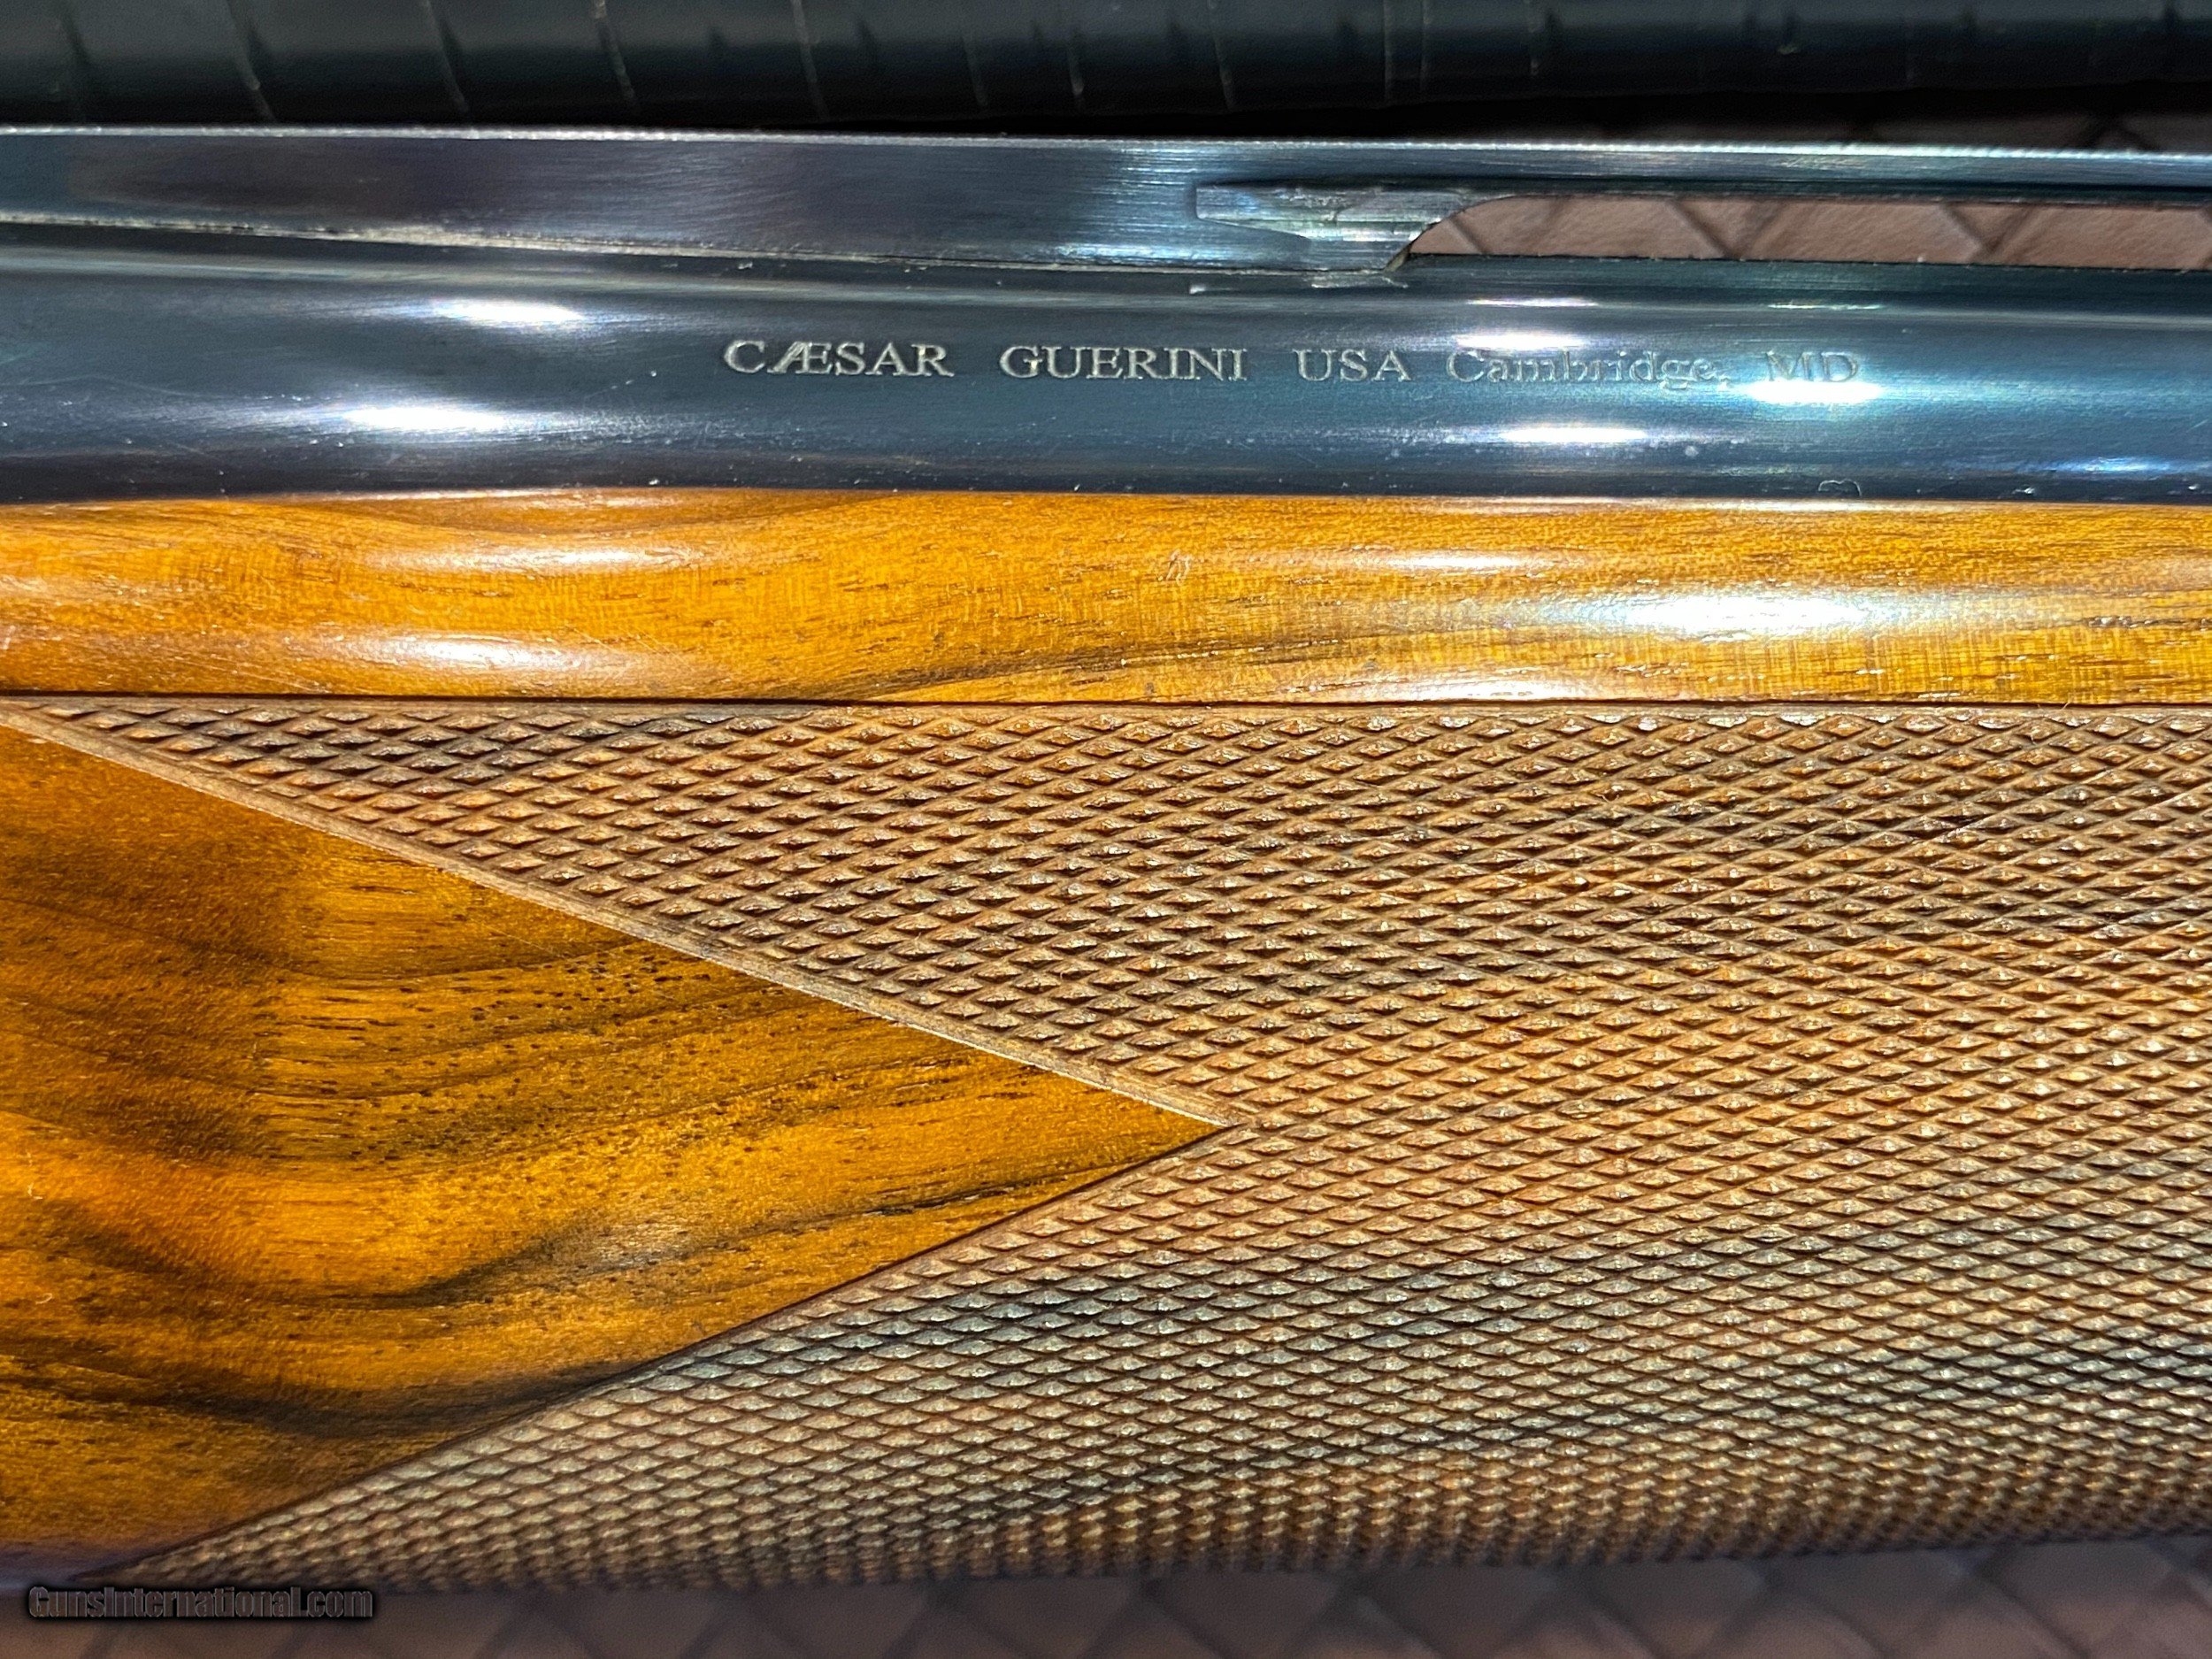 CÆSAR GUERINI USA Cambridge, MD
GunsInternational.com